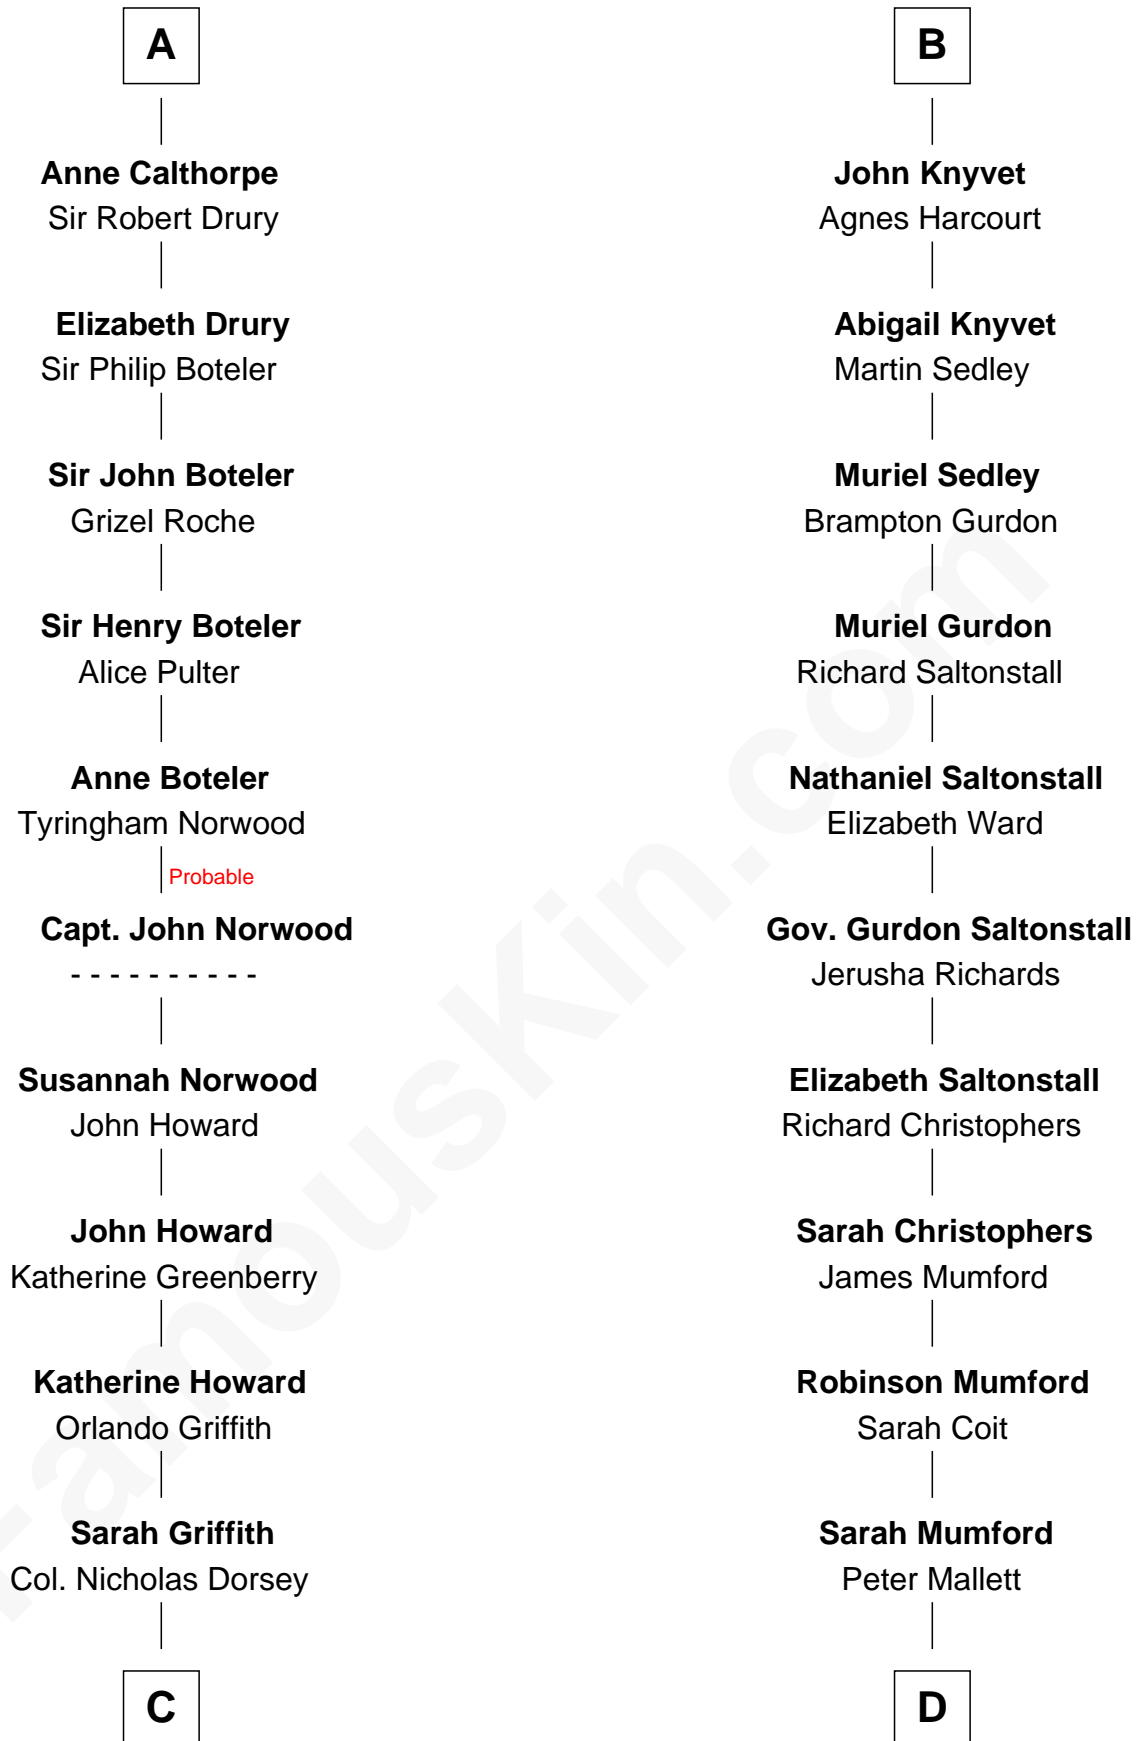 A
Anne Calthorpe
Sir Robert Drury
Elizabeth Drury
Sir Philip Boteler
Sir John Boteler
Grizel Roche
Sir Henry Boteler
Alice Pulter
Anne Boteler
Tyringham Norwood
Probable
Capt. John Norwood
- - - - - - - - - -
Susannah Norwood
John Howard
John Howard
Katherine Greenberry
Katherine Howard
Orlando Griffith
Sarah Griffith
Col. Nicholas Dorsey
C
B
John Knyvet
Agnes Harcourt
Abigail Knyvet
Martin Sedley
Muriel Sedley
Brampton Gurdon
Muriel Gurdon
Richard Saltonstall
Nathaniel Saltonstall
Elizabeth Ward
Gov. Gurdon Saltonstall
Jerusha Richards
Elizabeth Saltonstall
Richard Christophers
Sarah Christophers
James Mumford
Robinson Mumford
Sarah Coit
Sarah Mumford
Peter Mallett
D
FamousKin.com